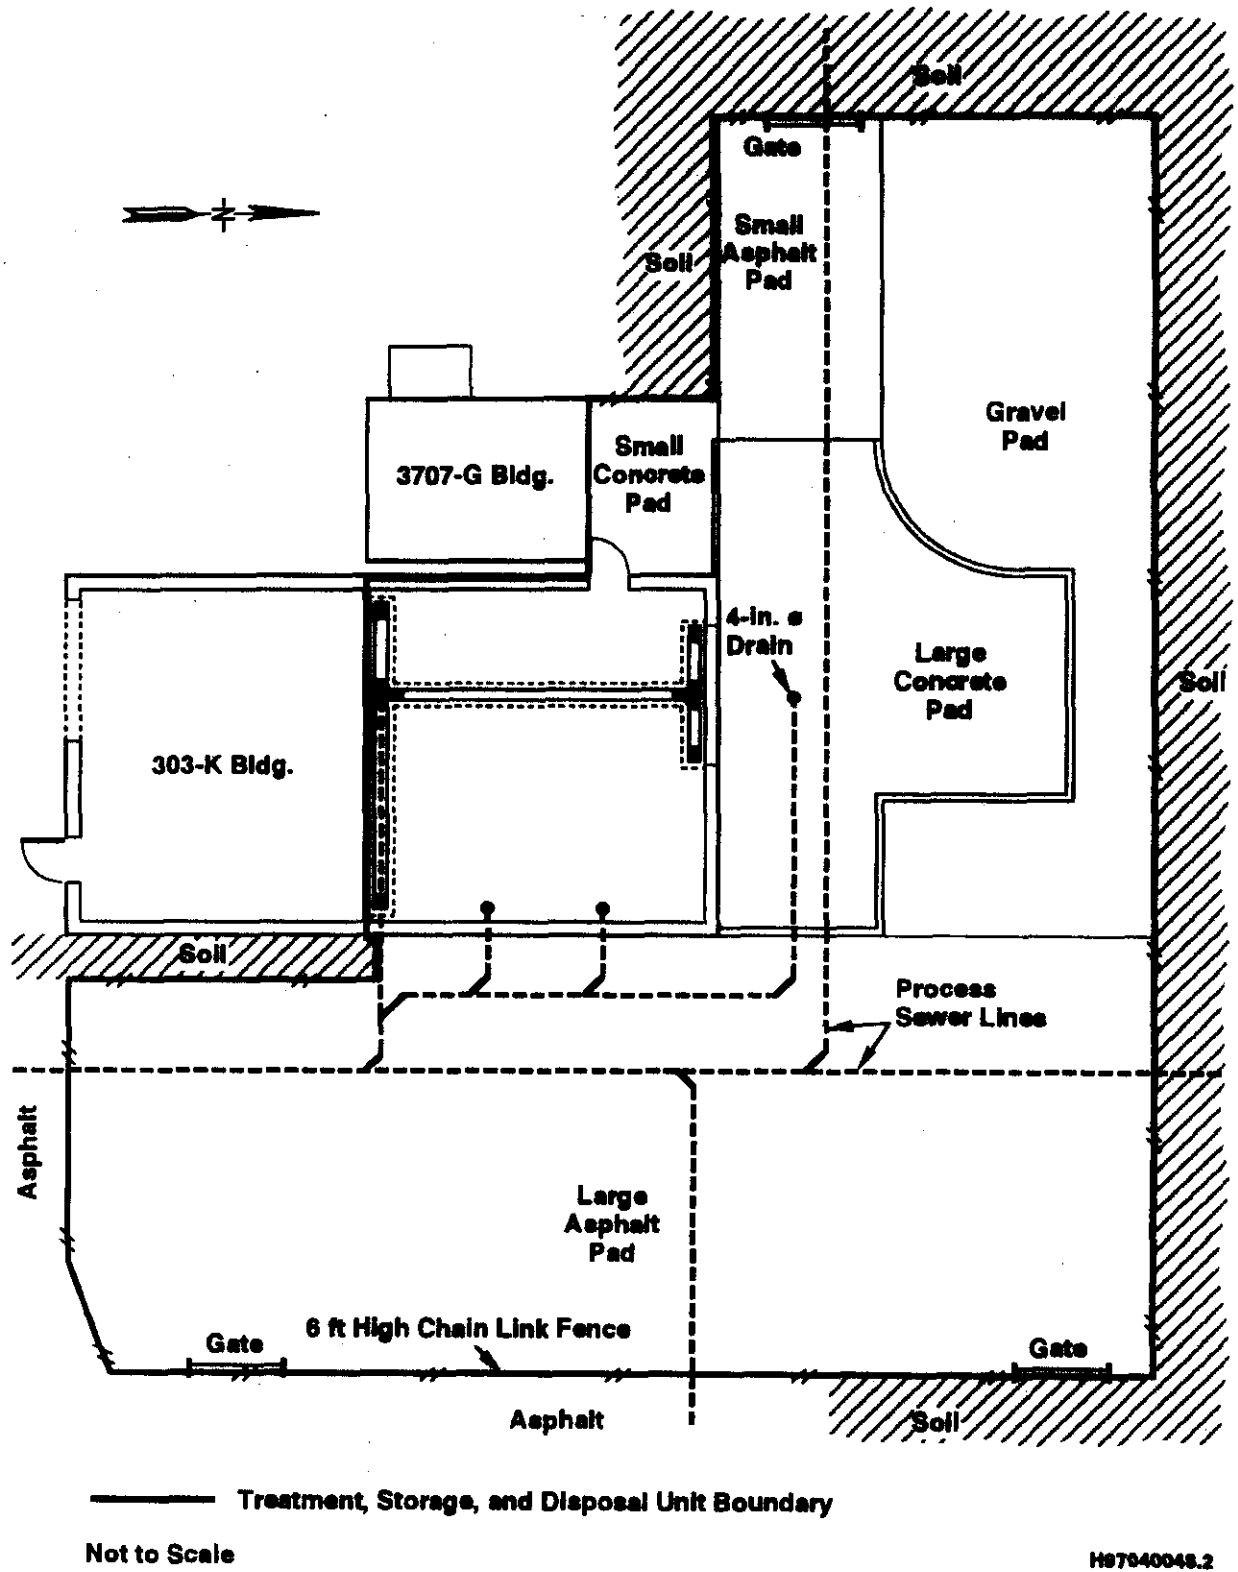 Soil
Gate
Small
Asphalt
Pad
N
Soil
Gravel
Pad
Small
Concrete
Pad
3707-G Bldg.
4-in. ø
Drain
Large
Concrete
Pad
Soil
303-K Bldg.
Soil
Process
Sewer Lines
Asphalt
Large
Asphalt
Pad
6 ft High Chain Link Fence
Gate
Gate
Asphalt
Soil
Treatment, Storage, and Disposal Unit Boundary
Not to Scale
H97040048.2